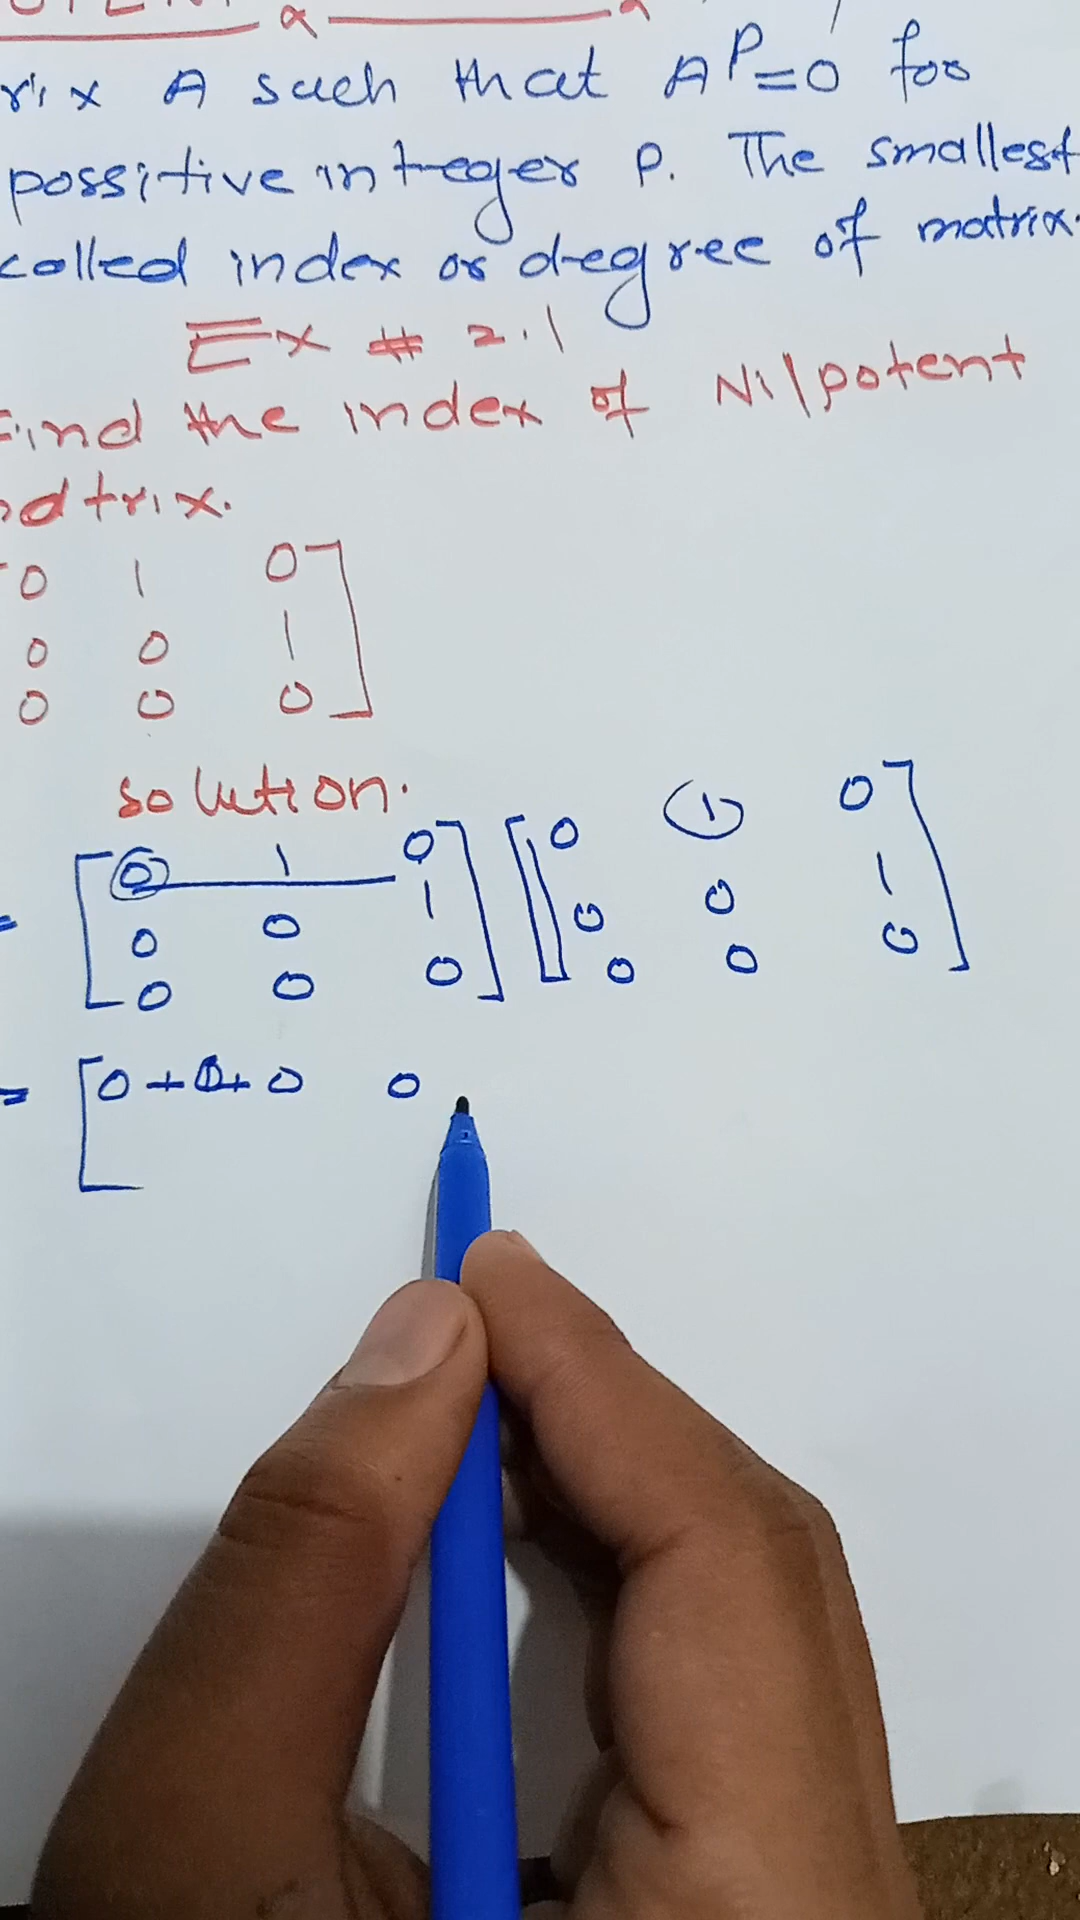 rix A such that A^P=0 for
possitive integer P. The smallest
called index or degree of matrix.
Ex # 2.1
Find the index of Nilpotent
matrix.
0 1 0
0 0 1
0 0 0
solution.
= [0 1 0] [0 1 0]
0 0 1 0 0 1
0 0 0 0 0 0
= [0+0+0 0